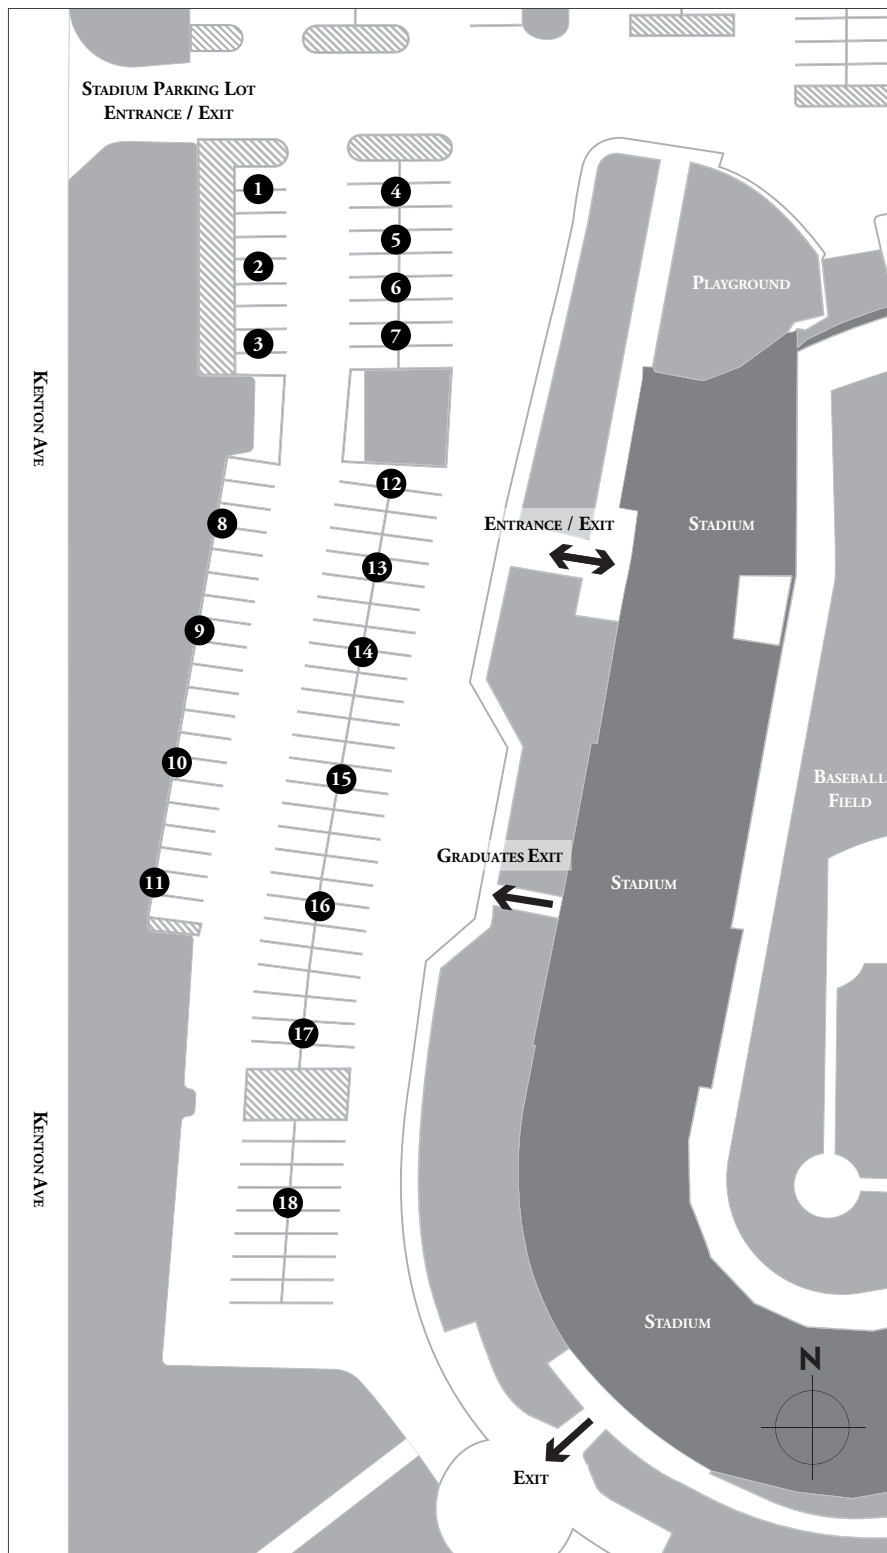 Stadium Parking Lot
Entrance / Exit
1
4
5
2
6
7
3
Playground
Kenton Ave
12
8
Entrance / Exit
Stadium
13
9
14
10
15
Baseball
Field
Graduates Exit
11
Stadium
16
17
Kenton Ave
18
Stadium
N
Exit